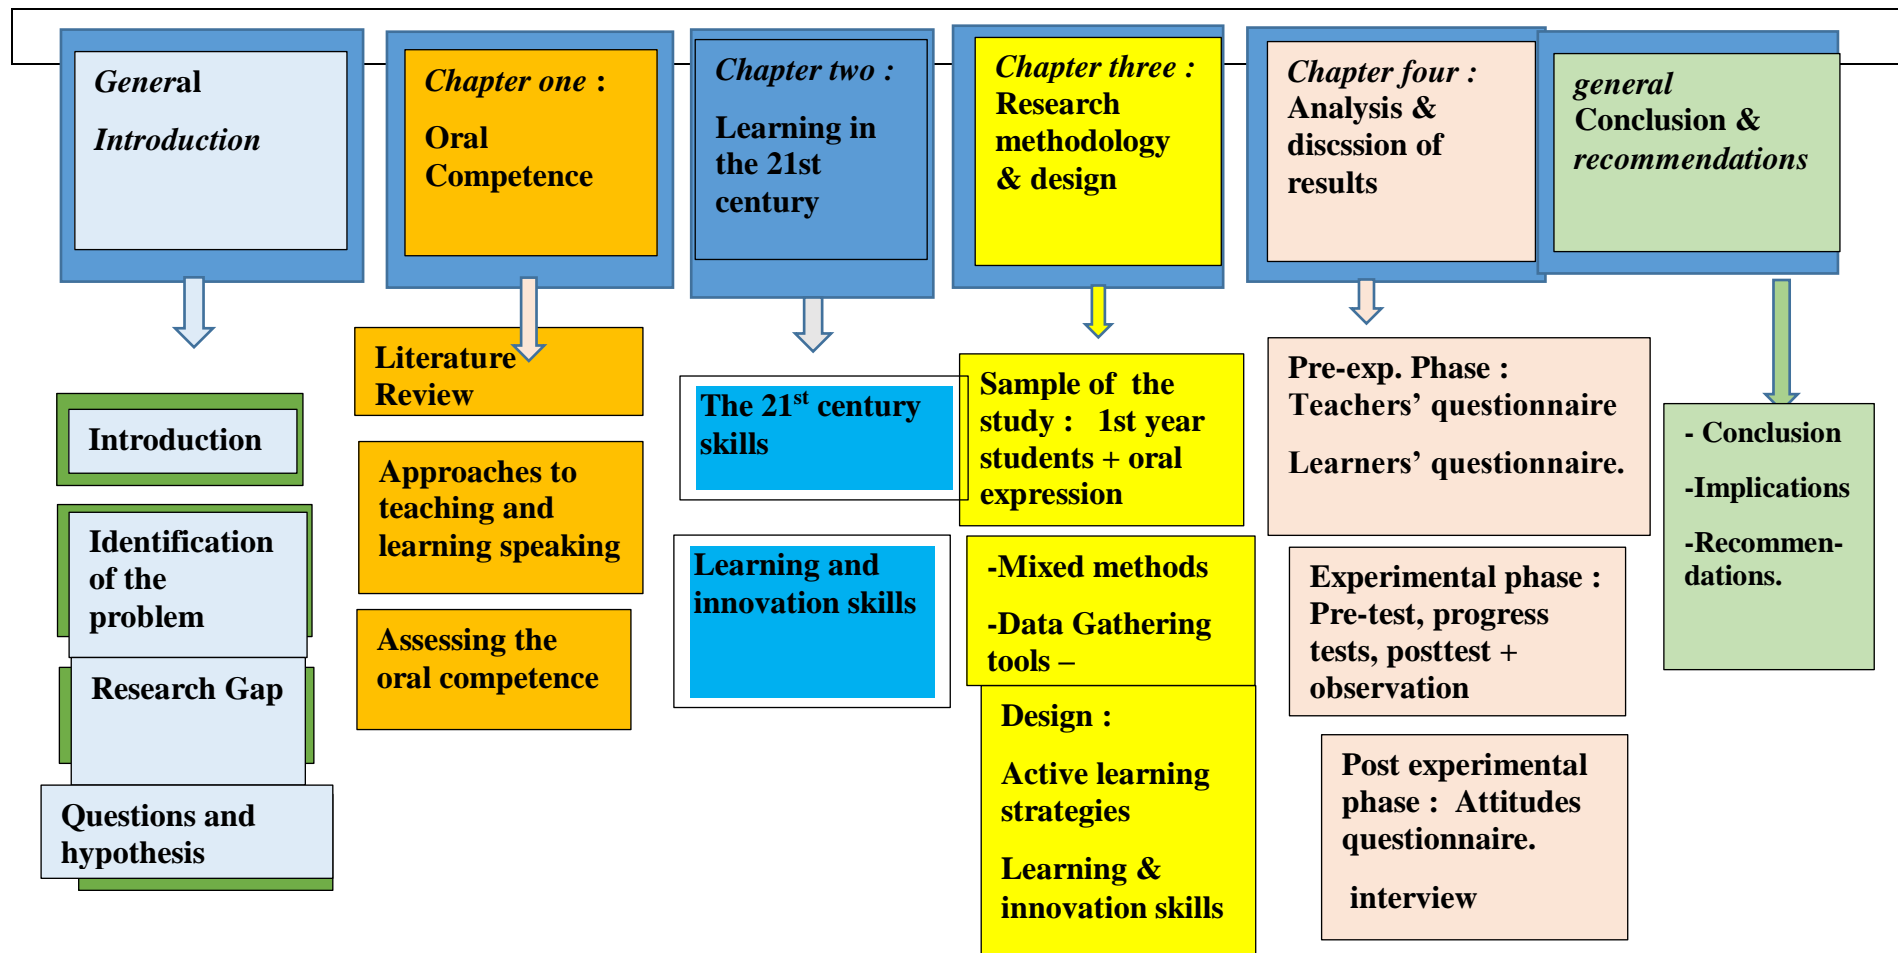 General
Introduction
Chapter one :
Oral
Competence
Chapter two :
Learning in
the 21st
century
Chapter three :
Research
methodology
& design
Chapter four :
Analysis &
discssion of
results
general
Conclusion &
recommendations
Introduction
Identification
of the
problem
Research Gap
Questions and
hypothesis
Literature
Review
Approaches to
teaching and
learning speaking
Assessing the
oral competence
The 21st century
skills
Learning and
innovation skills
Sample of the
study : 1st year
students + oral
expression
-Mixed methods
-Data Gathering
tools –
Design :
Active learning
strategies
Learning &
innovation skills
Pre-exp. Phase :
Teachers’ questionnaire
Learners’ questionnaire.
Experimental phase :
Pre-test, progress
tests, posttest +
observation
Post experimental
phase : Attitudes
questionnaire.
interview
- Conclusion
-Implications
-Recommen-
dations.